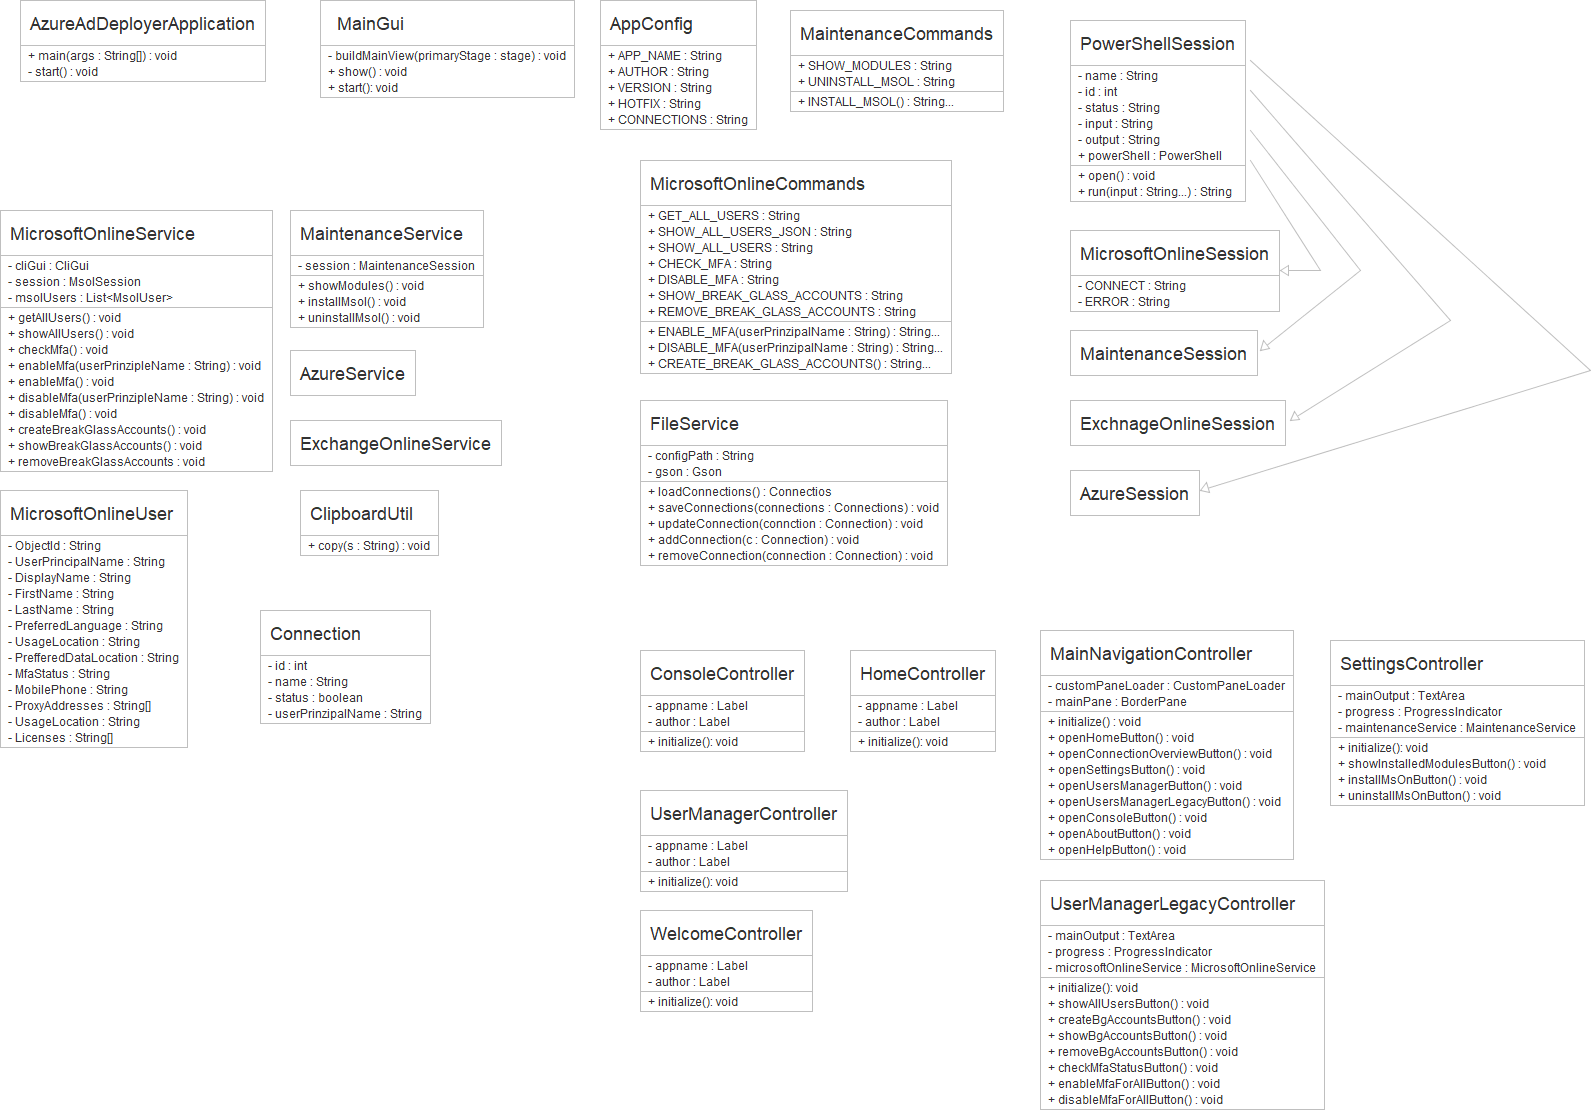 AzureAdDeployerApplication
+ main(args : String[]) : void
- start() : void
MainGui
- buildMainView(primaryStage : stage) : void
+ show() : void
+ start(): void
AppConfig
+ APP_NAME : String
+ AUTHOR : String
+ VERSION : String
+ HOTFIX : String
+ CONNECTIONS : String
MaintenanceCommands
+ SHOW_MODULES : String
+ UNINSTALL_MSOL : String
+ INSTALL_MSOL() : String...
PowerShellSession
- name : String
- id : int
- status : String
- input : String
- output : String
+ powerShell : PowerShell
+ open() : void
+ run(input : String...) : String
MicrosoftOnlineCommands
+ GET_ALL_USERS : String
+ SHOW_ALL_USERS_JSON : String
+ SHOW_ALL_USERS : String
+ CHECK_MFA : String
+ DISABLE_MFA : String
+ SHOW_BREAK_GLASS_ACCOUNTS : String
+ REMOVE_BREAK_GLASS_ACCOUNTS : String
+ ENABLE_MFA(userPrinzipalName : String) : String...
+ DISABLE_MFA(userPrinzipalName : String) : String...
+ CREATE_BREAK_GLASS_ACCOUNTS() : String...
MicrosoftOnlineService
- cliGui : CliGui
- session : MsolSession
- msolUsers : List<MsolUser>
+ getAllUsers() : void
+ showAllUsers() : void
+ checkMfa() : void
+ enableMfa(userPrinzipleName : String) : void
+ enableMfa() : void
+ disableMfa(userPrinzipleName : String) : void
+ disableMfa() : void
+ createBreakGlassAccounts() : void
+ showBreakGlassAccounts() : void
+ removeBreakGlassAccounts : void
MaintenanceService
- session : MaintenanceSession
+ showModules() : void
+ installMsol() : void
+ uninstallMsol() : void
AzureService
ExchangeOnlineService
MicrosoftOnlineSession
- CONNECT : String
- ERROR : String
MaintenanceSession
ExchnageOnlineSession
AzureSession
FileService
- configPath : String
- gson : Gson
+ loadConnections() : Connectios
+ saveConnections(connections : Connections) : void
+ updateConnection(connction : Connection) : void
+ addConnection(c : Connection) : void
+ removeConnection(connection : Connection) : void
MicrosoftOnlineUser
- ObjectId : String
- UserPrincipalName : String
- DisplayName : String
- FirstName : String
- LastName : String
- PreferredLanguage : String
- UsageLocation : String
- PrefferedDataLocation : String
- MfaStatus : String
- MobilePhone : String
- ProxyAddresses : String[]
- UsageLocation : String
- Licenses : String[]
ClipboardUtil
+ copy(s : String) : void
Connection
- id : int
- name : String
- status : boolean
- userPrinzipalName : String
ConsoleController
- appname : Label
- author : Label
+ initialize(): void
HomeController
- appname : Label
- author : Label
+ initialize(): void
MainNavigationController
- customPaneLoader : CustomPaneLoader
- mainPane : BorderPane
+ initialize() : void
+ openHomeButton() : void
+ openConnectionOverviewButton() : void
+ openSettingsButton() : void
+ openUsersManagerButton() : void
+ openUsersManagerLegacyButton() : void
+ openConsoleButton() : void
+ openAboutButton() : void
+ openHelpButton() : void
SettingsController
- mainOutput : TextArea
- progress : ProgressIndicator
- maintenanceService : MaintenanceService
+ initialize(): void
+ showInstalledModulesButton() : void
+ installMsOnButton() : void
+ uninstallMsOnButton() : void
UserManagerController
- appname : Label
- author : Label
+ initialize(): void
WelcomeController
- appname : Label
- author : Label
+ initialize(): void
UserManagerLegacyController
- mainOutput : TextArea
- progress : ProgressIndicator
- microsoftOnlineService : MicrosoftOnlineService
+ initialize(): void
+ showAllUsersButton() : void
+ createBgAccountsButton() : void
+ showBgAccountsButton() : void
+ removeBgAccountsButton() : void
+ checkMfaStatusButton() : void
+ enableMfaForAllButton() : void
+ disableMfaForAllButton() : void